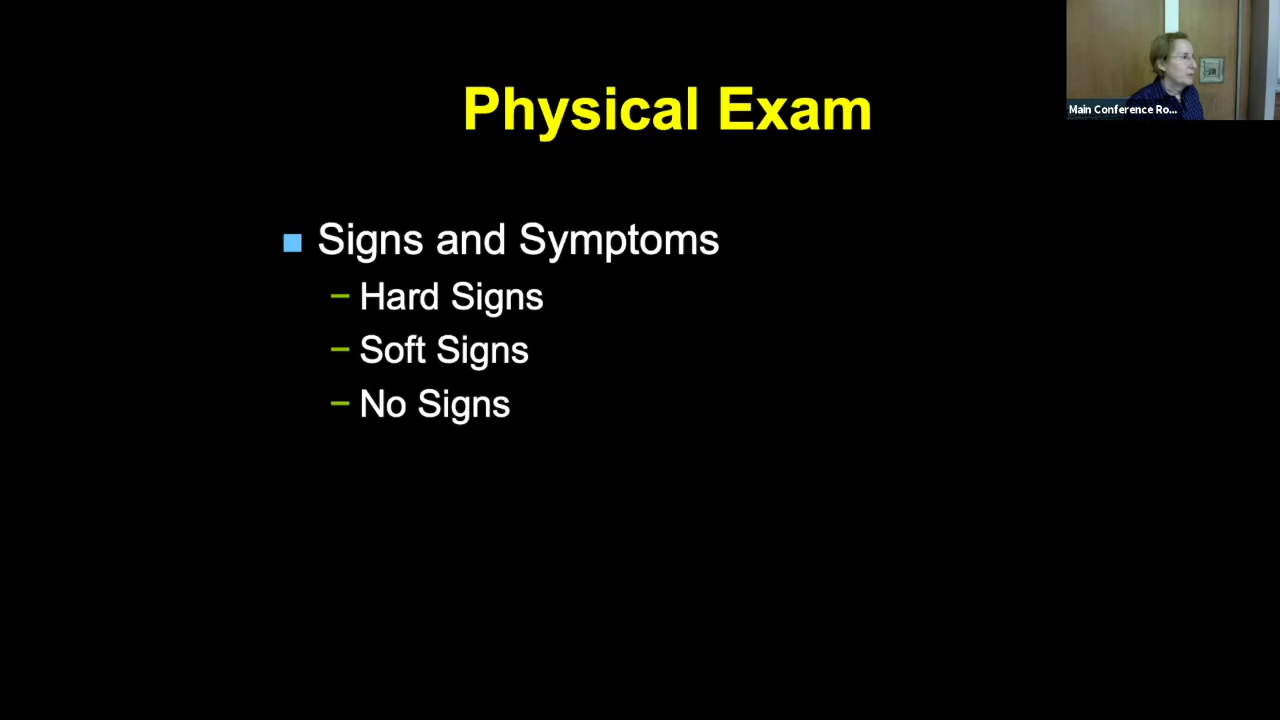 Physical Exam
Main Conference Ro...
Signs and Symptoms
– Hard Signs
– Soft Signs
– No Signs